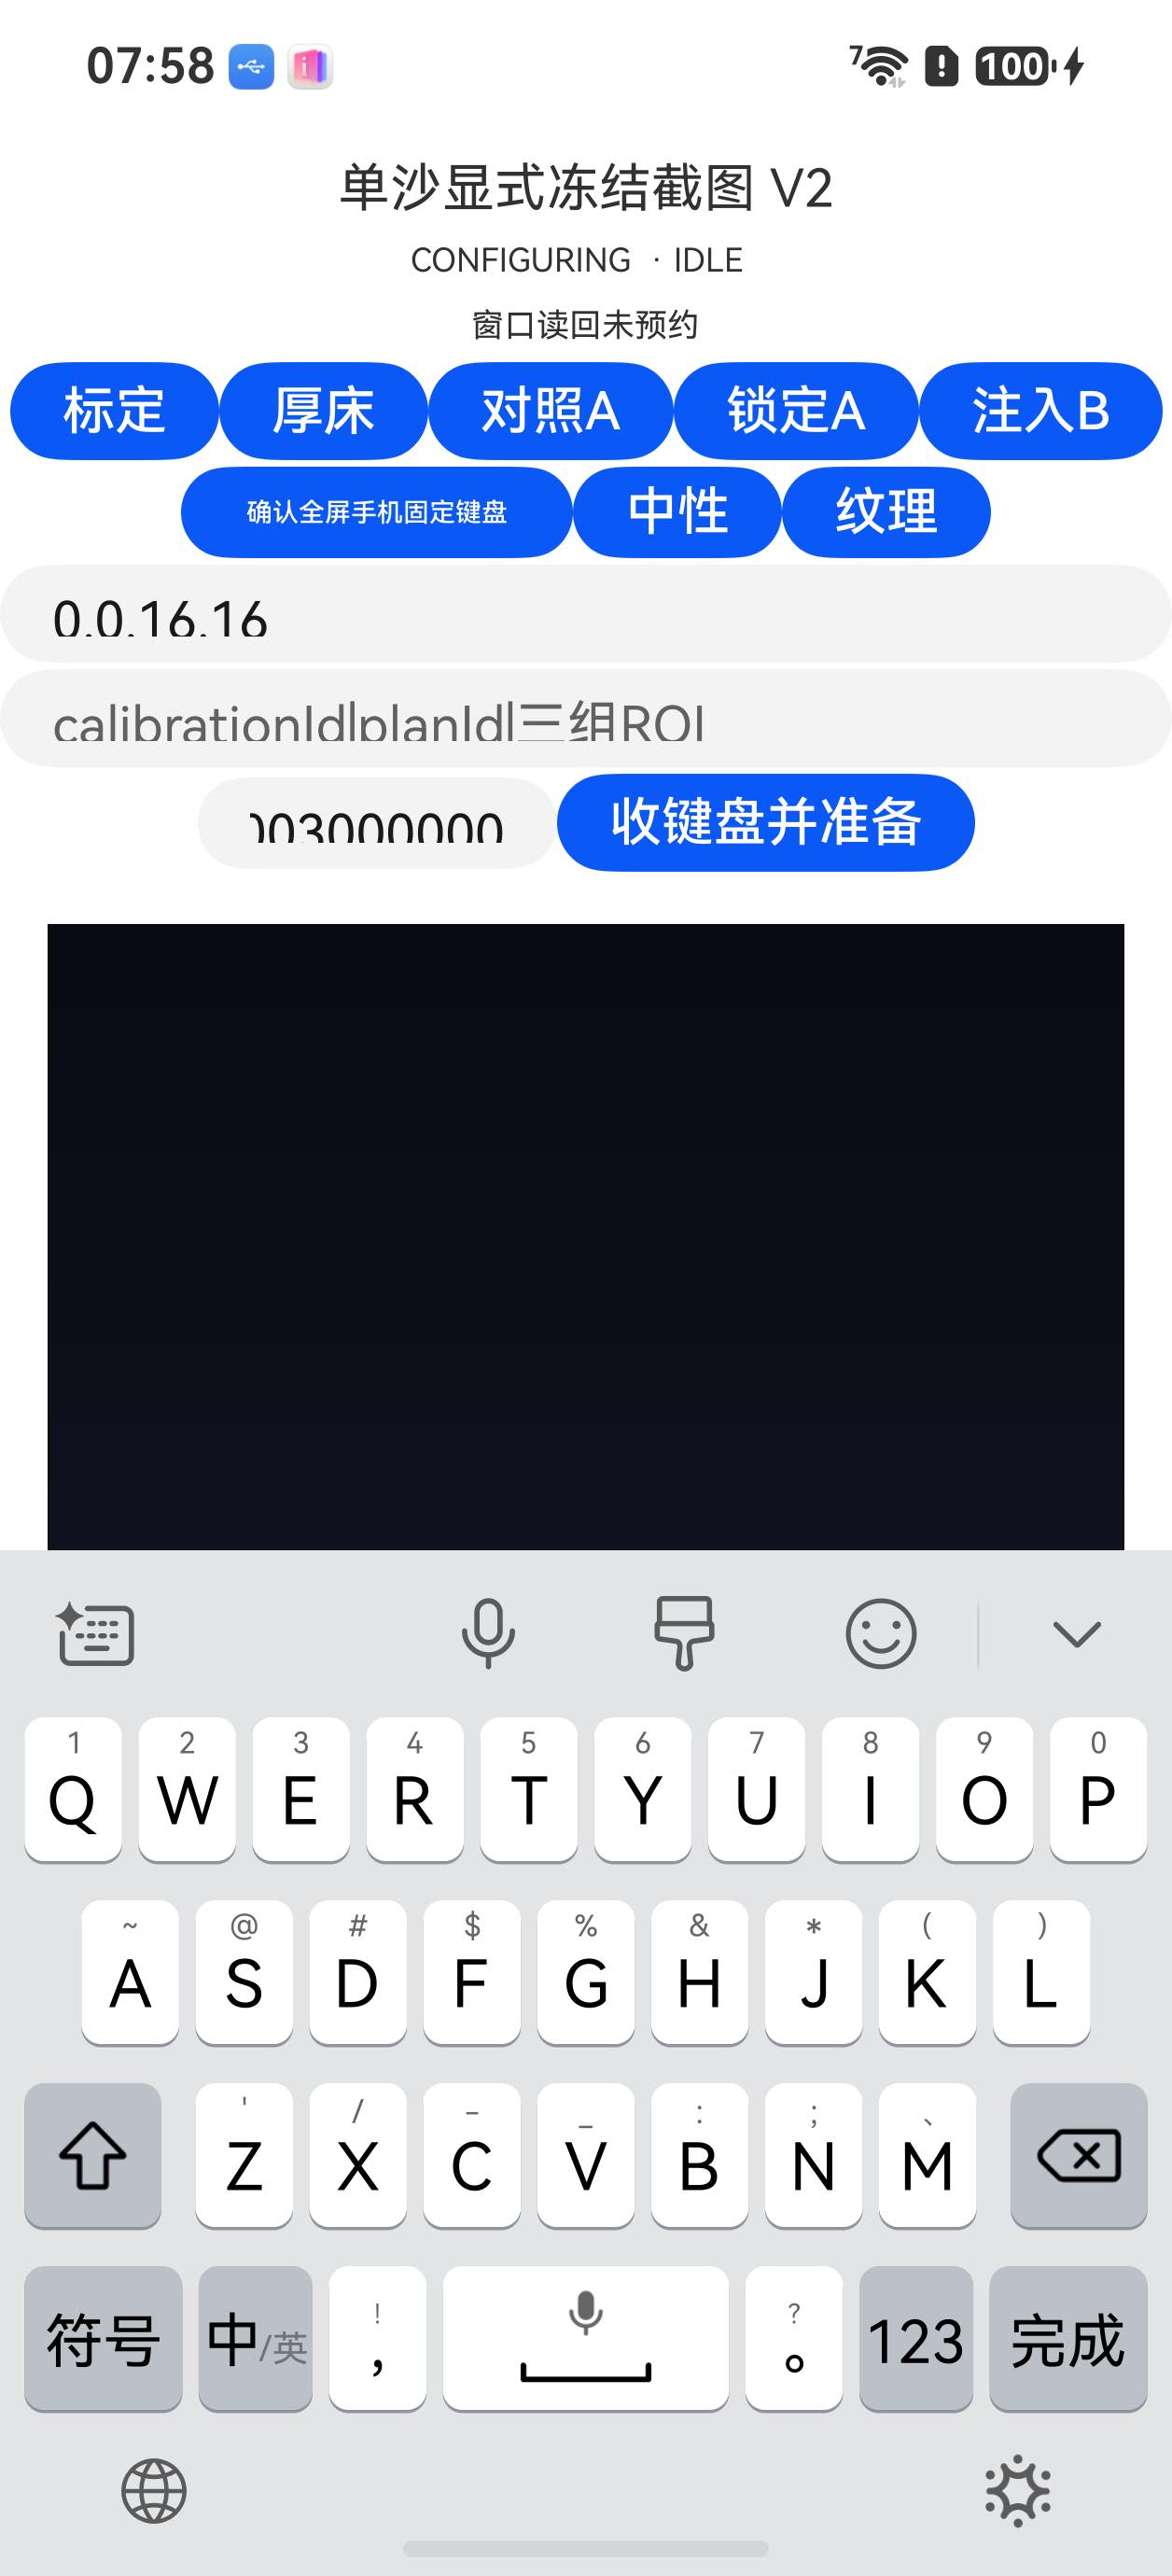 07:58 7 100
单沙显式冻结截图 V2
CONFIGURING · IDLE
窗口读回未预约
标定 厚床 对照A 锁定A 注入B
确认全屏手机固定键盘 中性 纹理
0,0,16,16
calibrationId|planId|三组ROI
003000000
收键盘并准备
1 2 3 4 5 6 7 8 9 0
Q W E R T Y U I O P
~ @ # $ % & * ( )
A S D F G H J K L
' / - _ : ; 、
Z X C V B N M
! ?
符号 中/英 , 。 123 完成